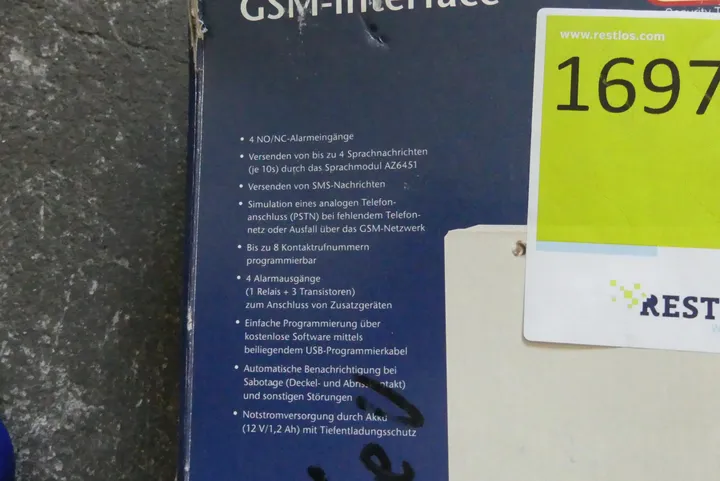 GSM-Interface
Security
www.restlos.com
1697
• 4 NO/NC-Alarmeingänge
• Versenden von bis zu 4 Sprachnachrichten
(je 10s) durch das Sprachmodul AZ6451
• Versenden von SMS-Nachrichten
• Simulation eines analogen Telefon-
anschluss (PSTN) bei fehlendem Telefon-
netz oder Ausfall über das GSM-Netzwerk
• Bis zu 8 Kontaktrufnummern
programmierbar
• 4 Alarmausgänge
(1 Relais + 3 Transistoren)
zum Anschluss von Zusatzgeräten
• Einfache Programmierung über
kostenlose Software mittels
beiliegendem USB-Programmierkabel
• Automatische Benachrichtigung bei
Sabotage (Deckel- und Abrisskontakt)
und sonstigen Störungen
• Notstromversorgung durch Akku
(12 V/1,2 Ah) mit Tiefentladungsschutz
REST